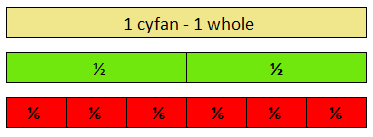 1 cyfan - 1 whole
½ ½
⅙ ⅙ ⅙ ⅙ ⅙ ⅙